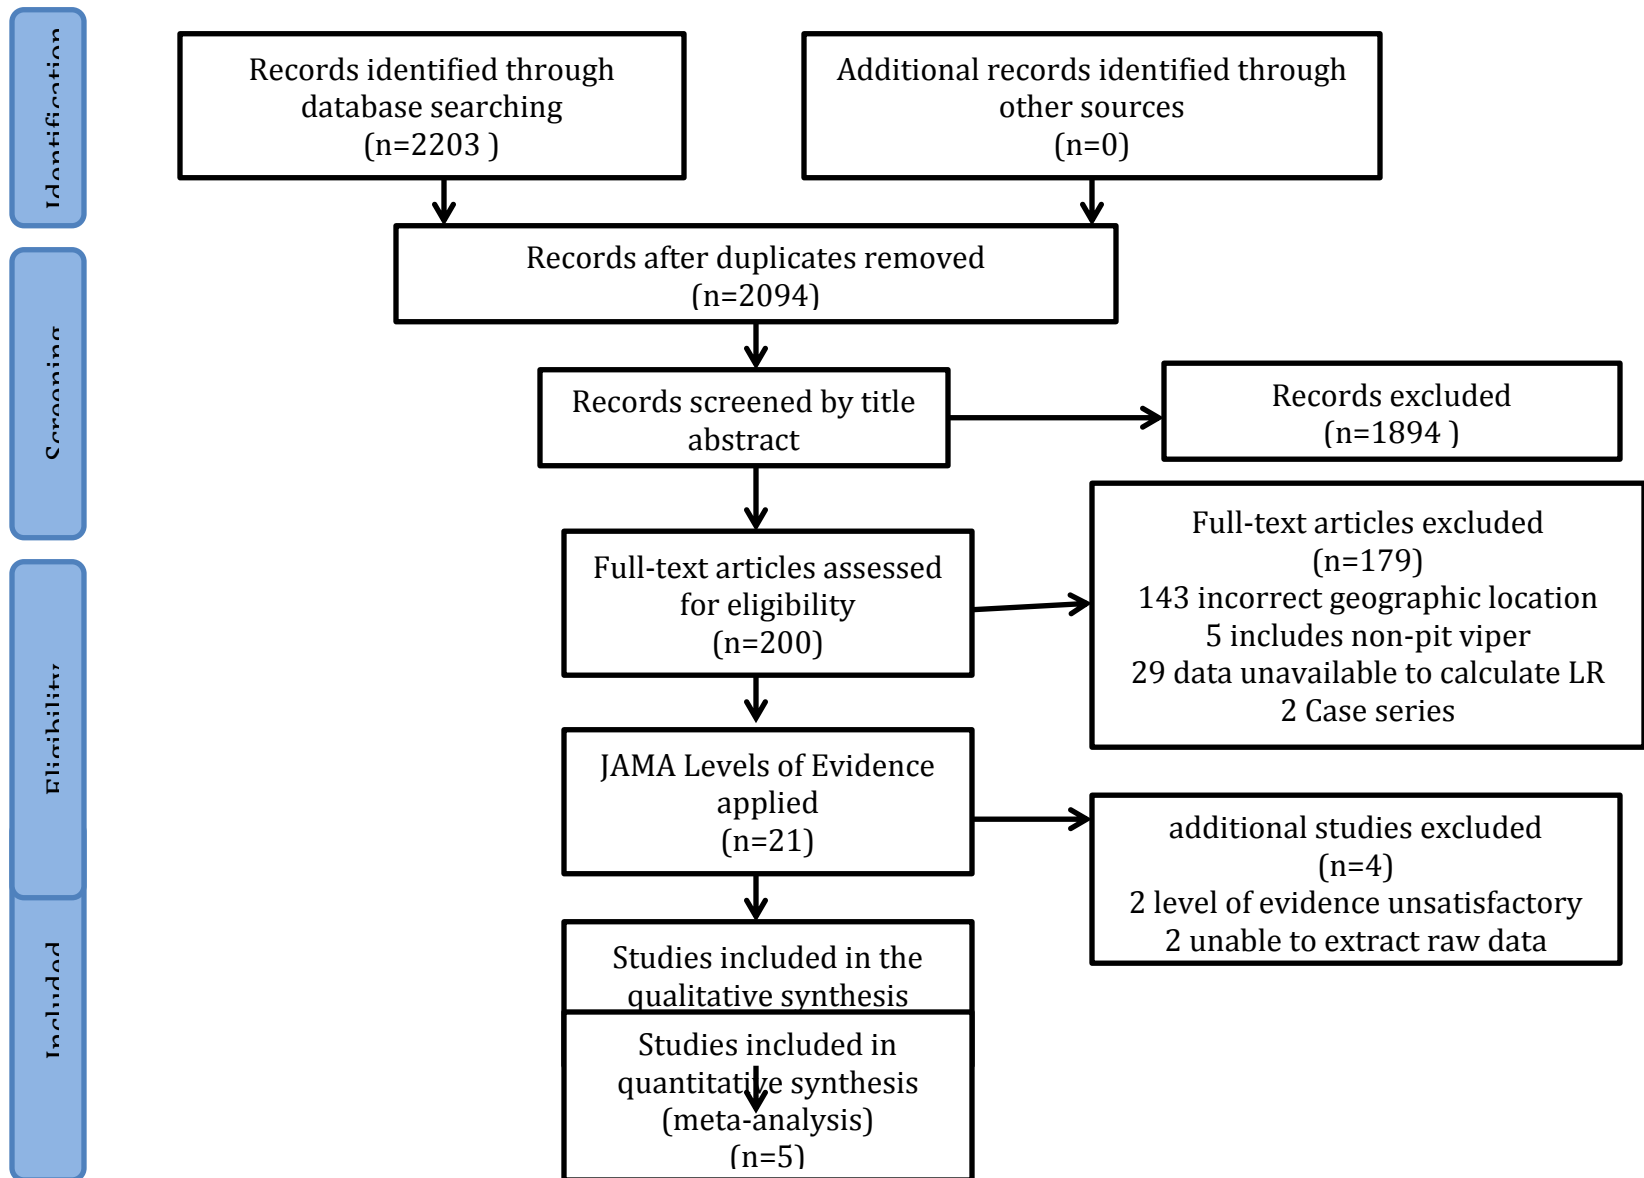 Identification
Records identified through
database searching
(n=2203 )
Additional records identified through
other sources
(n=0)
Records after duplicates removed
(n=2094)
Screening
Records screened by title
abstract
Records excluded
(n=1894 )
Full-text articles assessed
for eligibility
(n=200)
Full-text articles excluded
(n=179)
143 incorrect geographic location
5 includes non-pit viper
29 data unavailable to calculate LR
2 Case series
Eligibility
JAMA Levels of Evidence
applied
(n=21)
additional studies excluded
(n=4)
2 level of evidence unsatisfactory
2 unable to extract raw data
Included
Studies included in the
qualitative synthesis
Studies included in
quantitative synthesis
(meta-analysis)
(n=5)